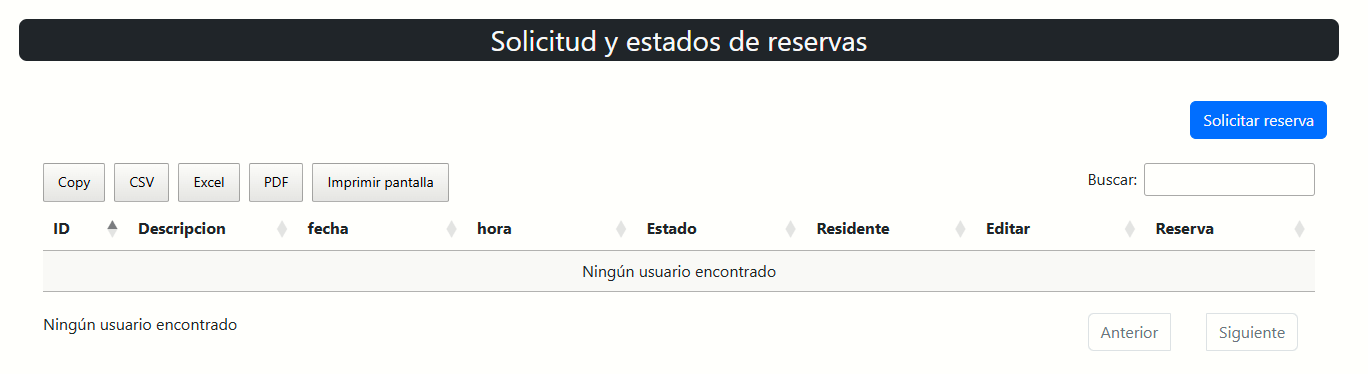 Solicitud y estados de reservas
Solicitar reserva
Copy CSV Excel PDF Imprimir pantalla Buscar:
ID Descripcion fecha hora Estado Residente Editar Reserva
Ningún usuario encontrado
Ningún usuario encontrado Anterior Siguiente